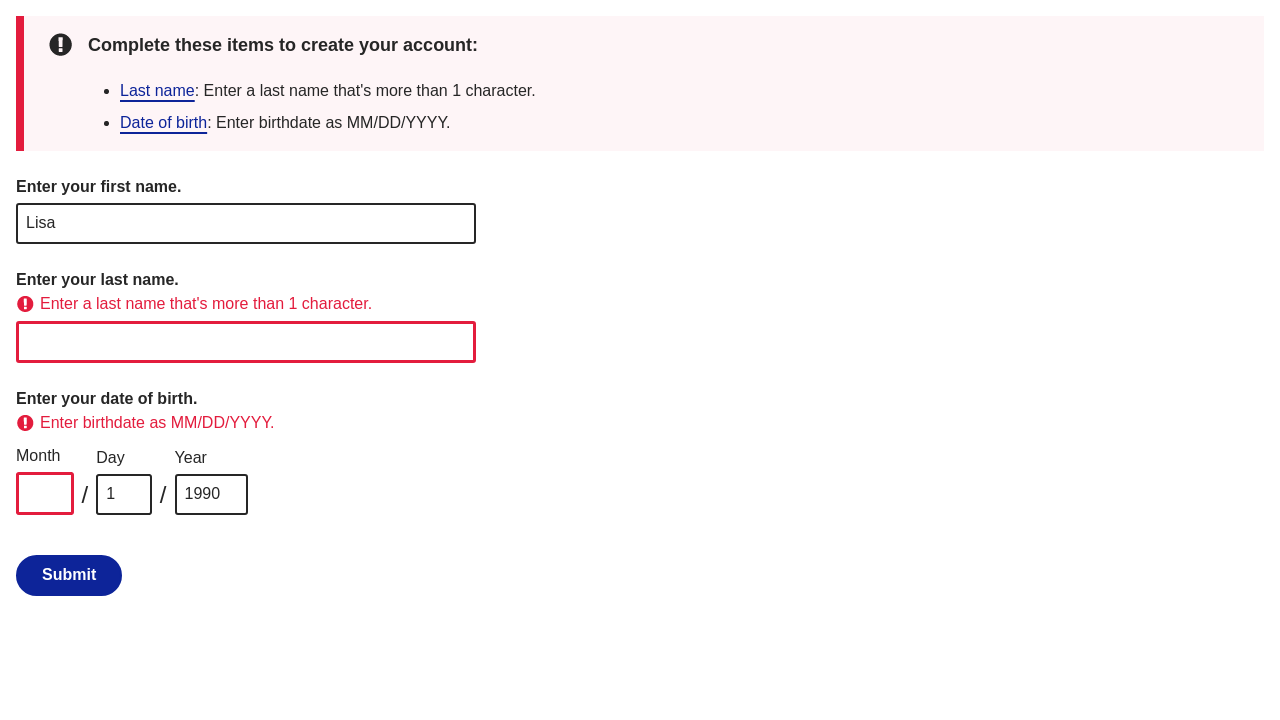 Complete these items to create your account:
Last name: Enter a last name that's more than 1 character.
Date of birth: Enter birthdate as MM/DD/YYYY.
Enter your first name.
Lisa
Enter your last name.
Enter a last name that's more than 1 character.
Enter your date of birth.
Enter birthdate as MM/DD/YYYY.
Month Day Year
/ 1 / 1990
Submit